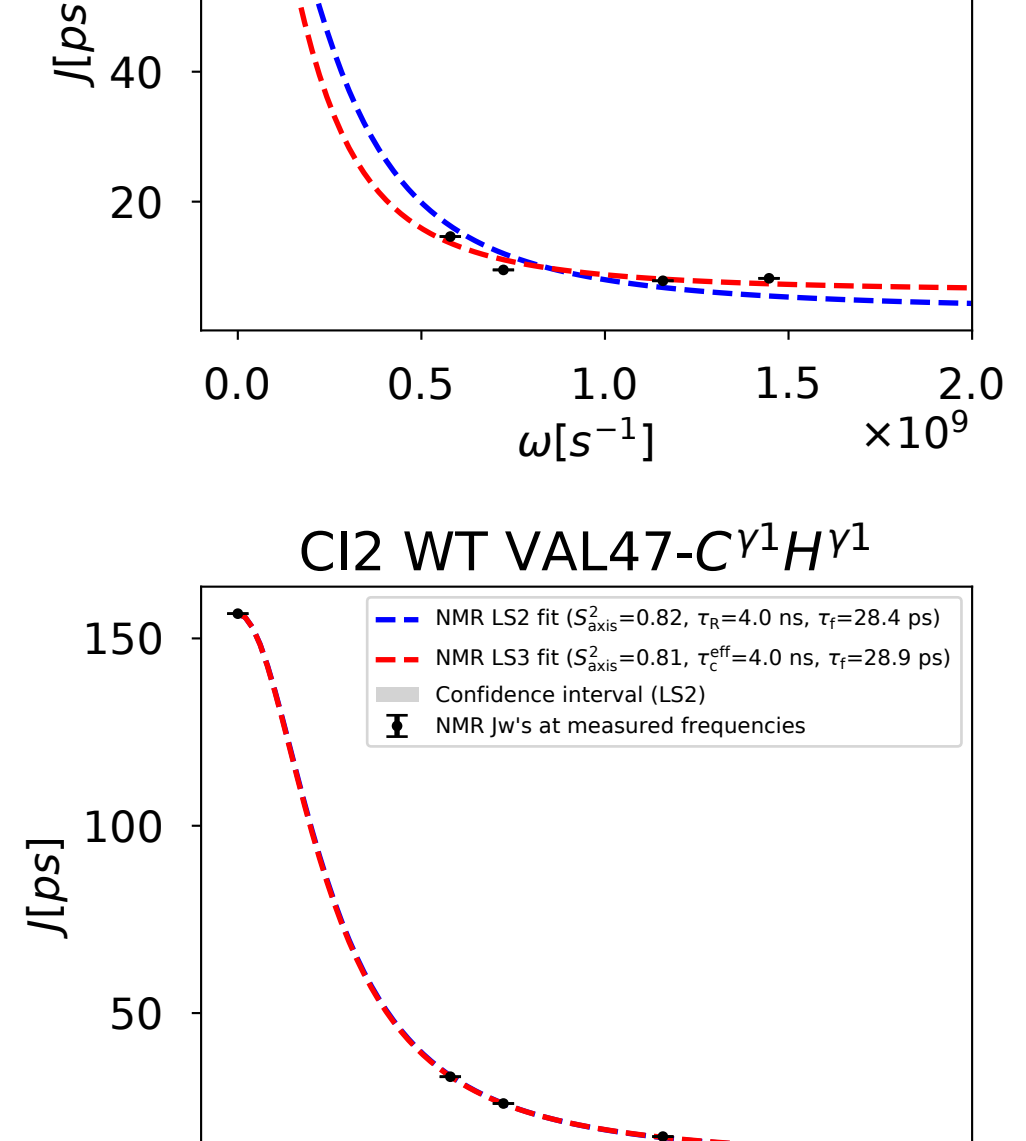 J[ps
40
20
0.0 0.5 1.0 1.5 2.0
ω[s⁻¹] ×10⁹
CI2 WT VAL47-C^γ1H^γ1
NMR LS2 fit (S²axis=0.82, τR=4.0 ns, τf=28.4 ps)
NMR LS3 fit (S²axis=0.81, τc^eff=4.0 ns, τf=28.9 ps)
Confidence interval (LS2)
NMR Jw's at measured frequencies
150
100
J[ps]
50